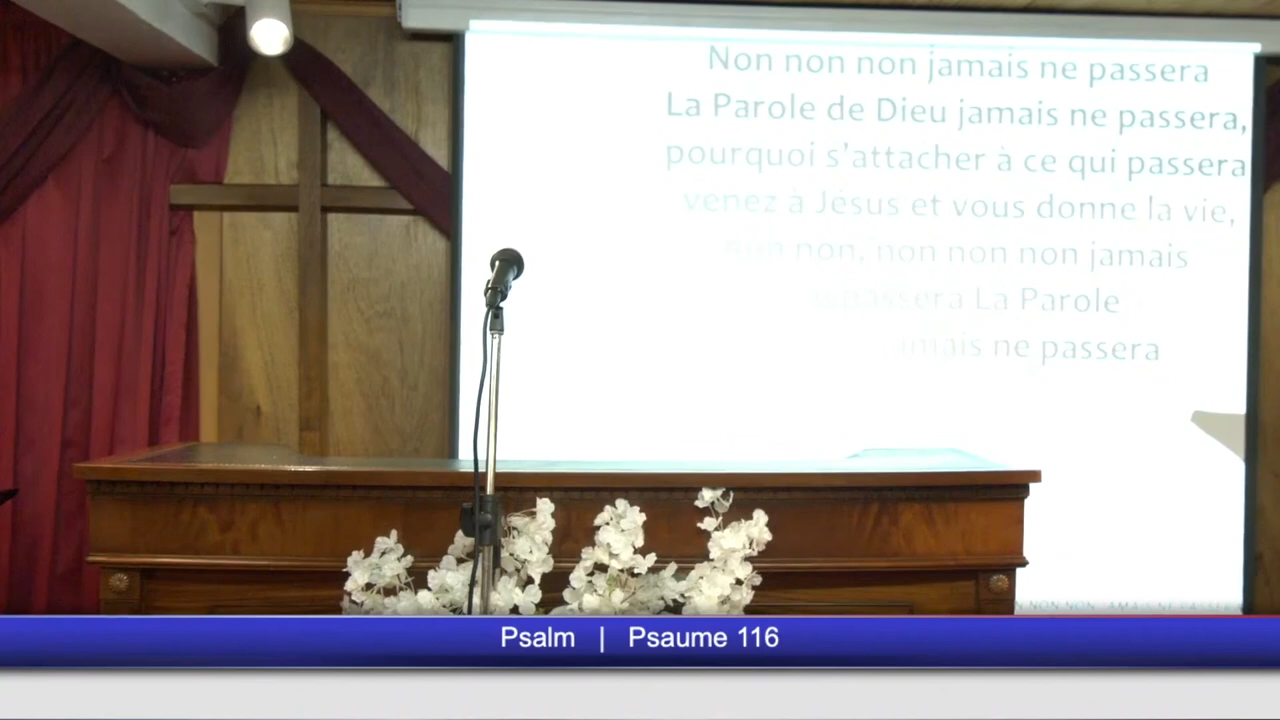 Non non non jamais ne passera
La Parole de Dieu jamais ne passera,
pourquoi s'attacher à ce qui passera
venez à Jésus et vous donne la vie,
non non, non non non jamais
passera La Parole
jamais ne passera
Psalm | Psaume 116